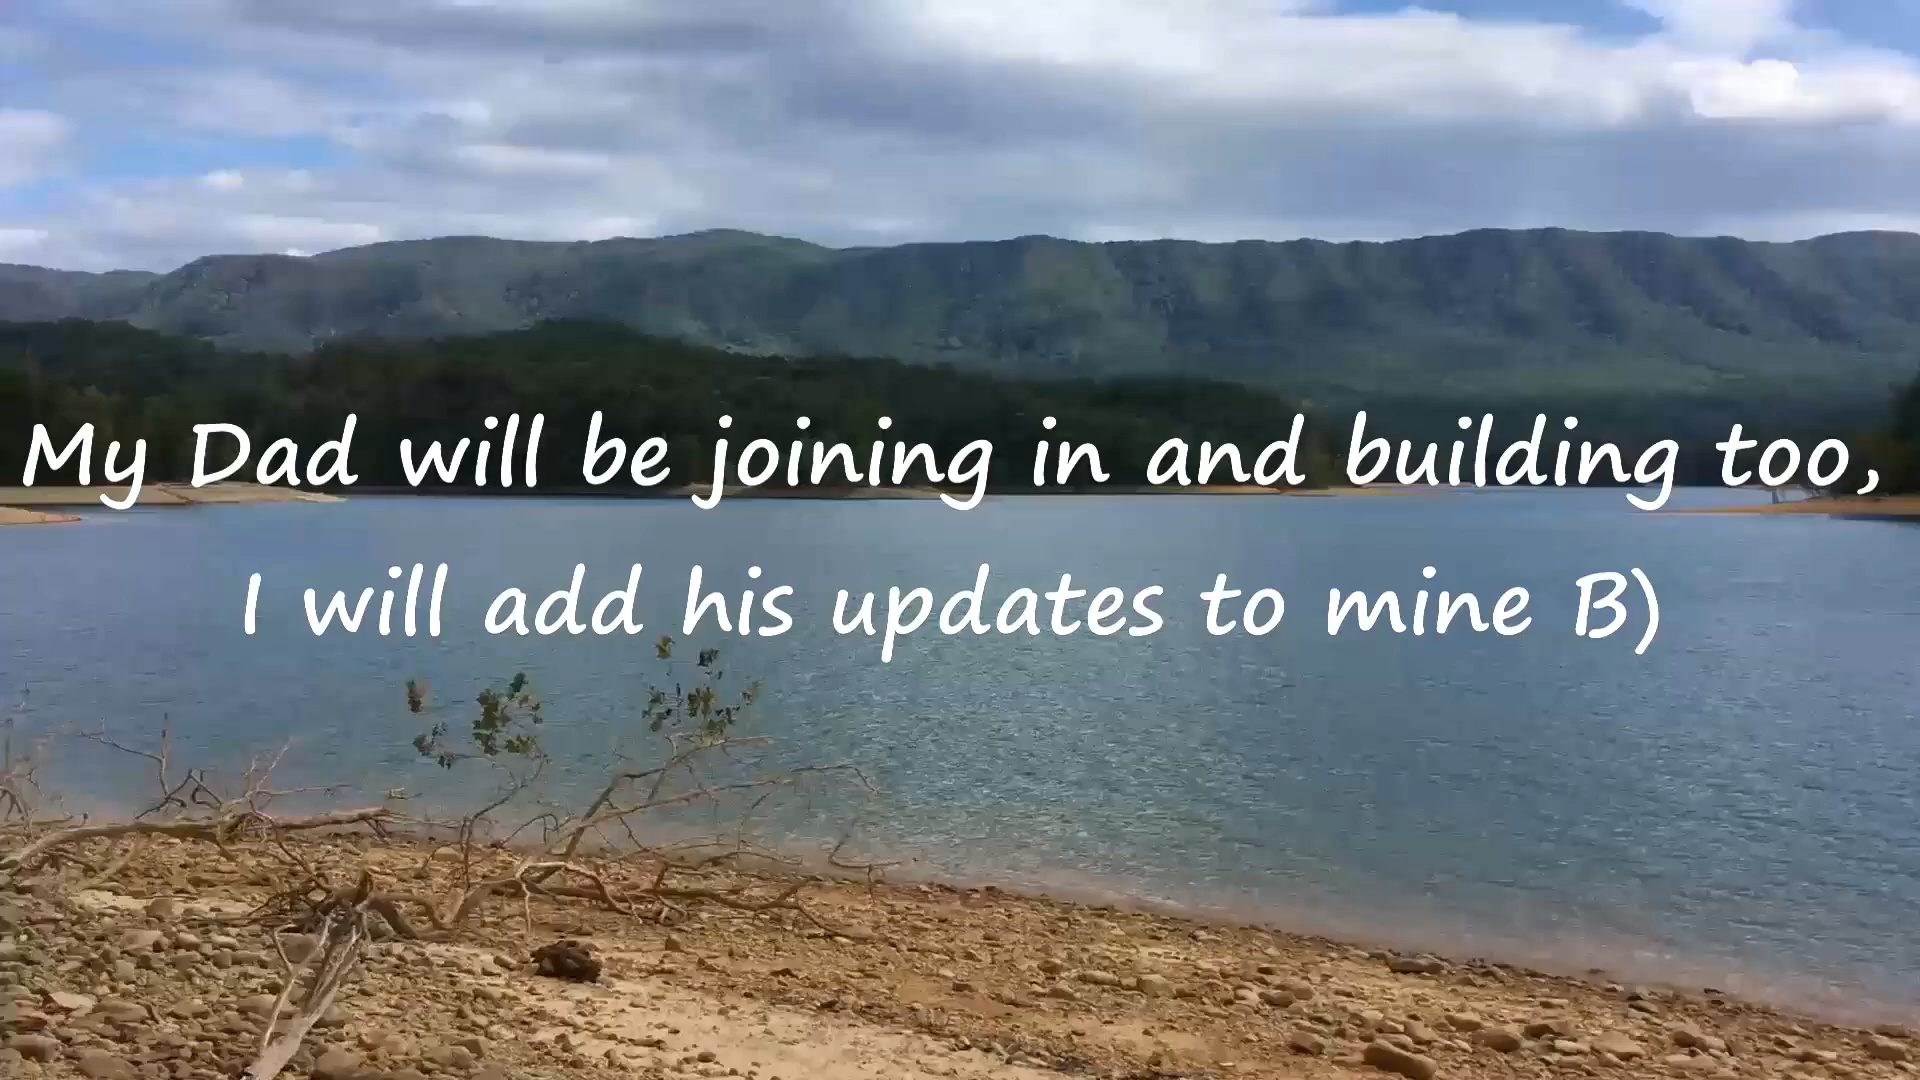 My Dad will be joining in and building too,
I will add his updates to mine B)